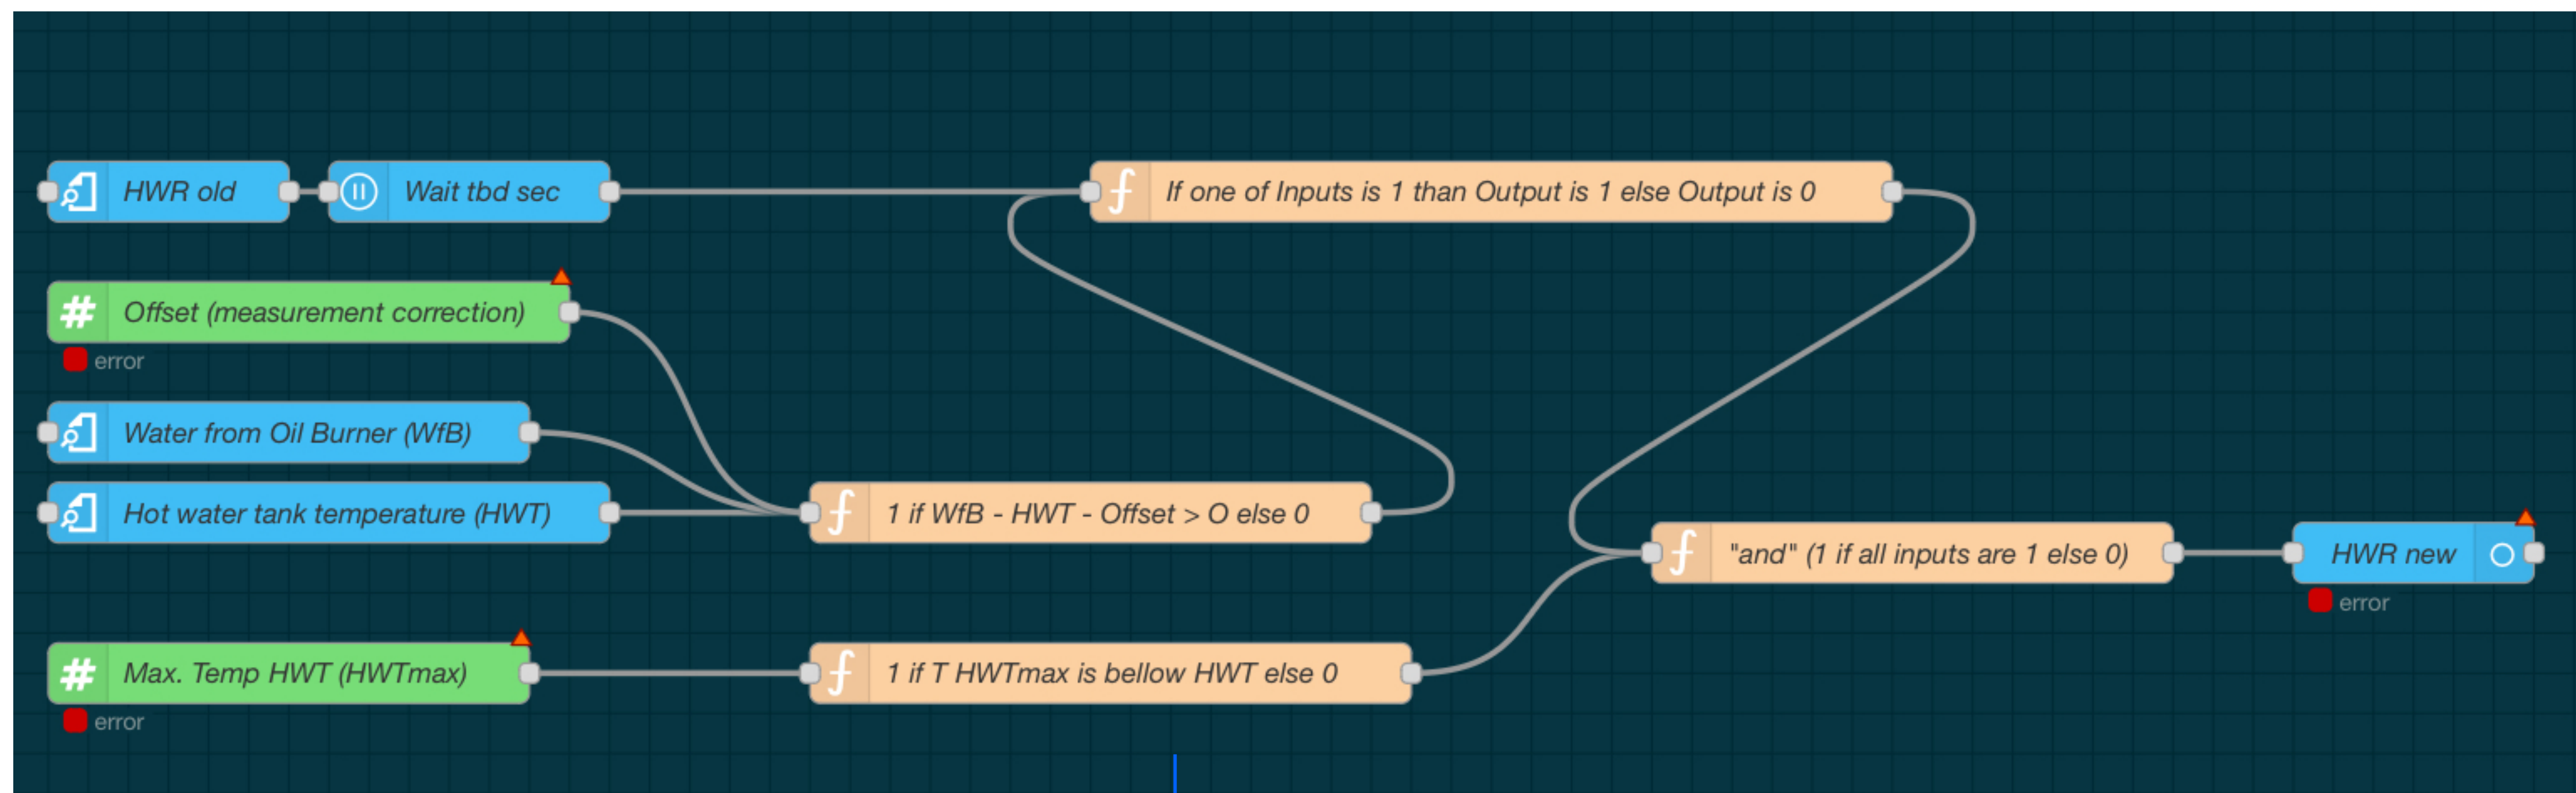 HWR old
Wait tbd sec
If one of Inputs is 1 than Output is 1 else Output is 0
Offset (measurement correction)
error
Water from Oil Burner (WfB)
Hot water tank temperature (HWT)
1 if WfB - HWT - Offset > O else 0
"and" (1 if all inputs are 1 else 0)
HWR new
error
Max. Temp HWT (HWTmax)
1 if T HWTmax is bellow HWT else 0
error